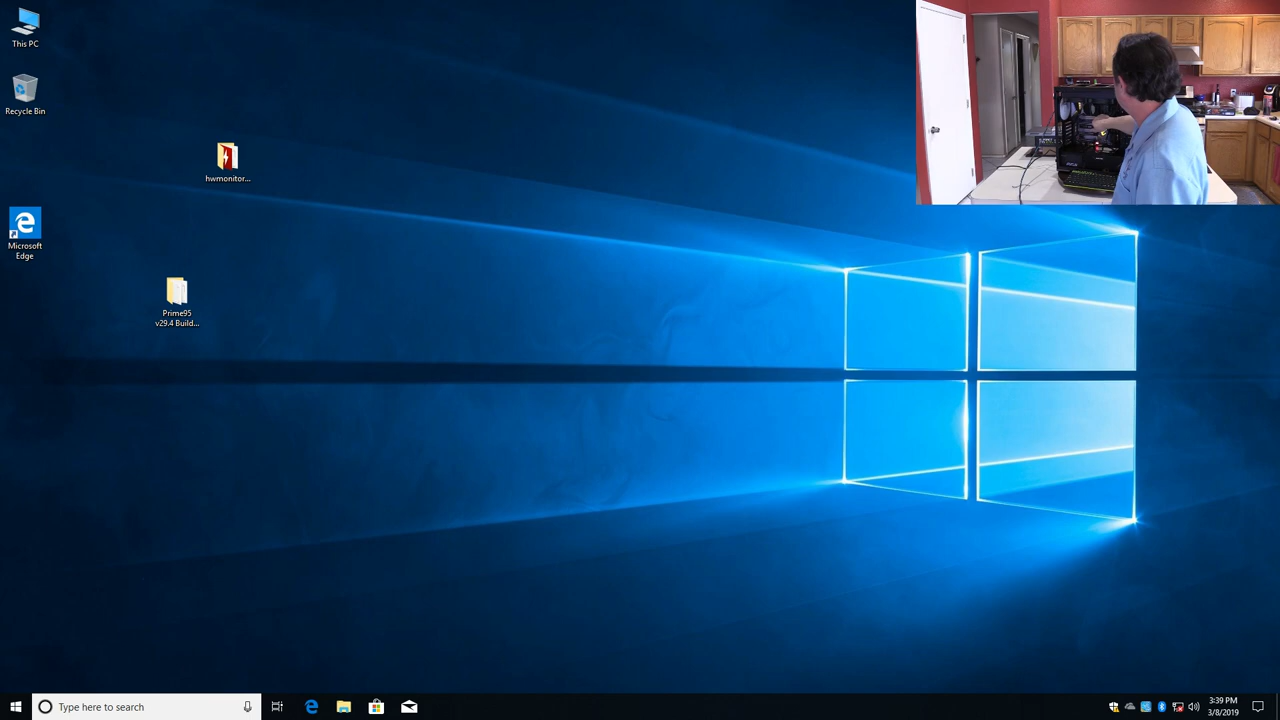 This PC
Recycle Bin
hwmonitor...
Microsoft
Edge
Prime95
v29.4 Build...
Type here to search
3:39 PM
3/8/2019